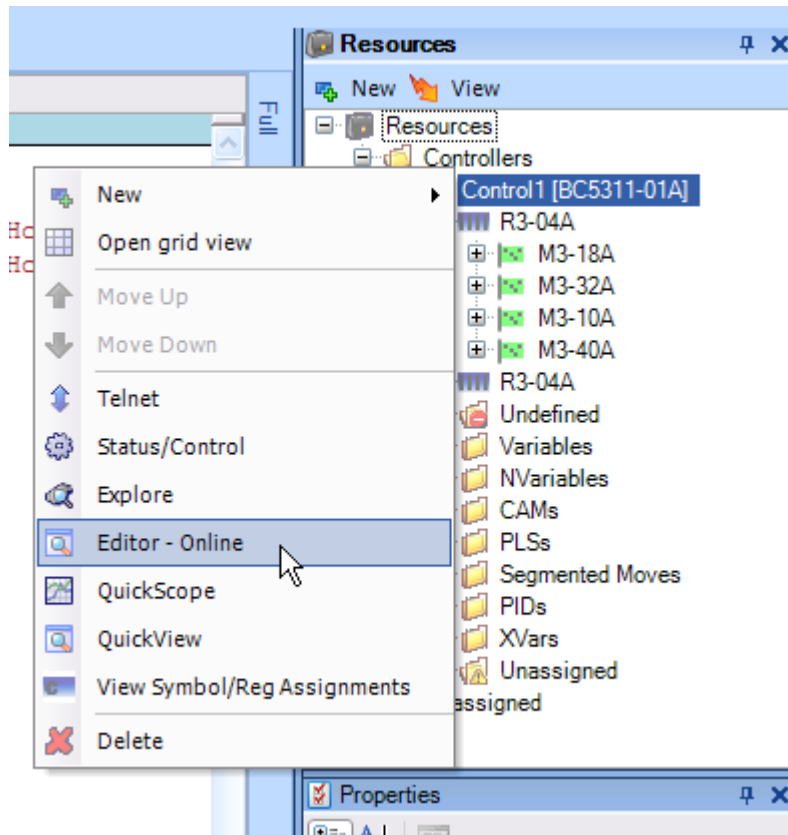 Resources
New View
Full
Resources
Controllers
Control1 [BC5311-01A]
R3-04A
M3-18A
M3-32A
M3-10A
M3-40A
R3-04A
Undefined
Variables
NVariables
CAMs
PLSs
Segmented Moves
PIDs
XVars
Unassigned
assigned
New
Open grid view
Move Up
Move Down
Telnet
Status/Control
Explore
Editor - Online
QuickScope
QuickView
View Symbol/Reg Assignments
Delete
Properties